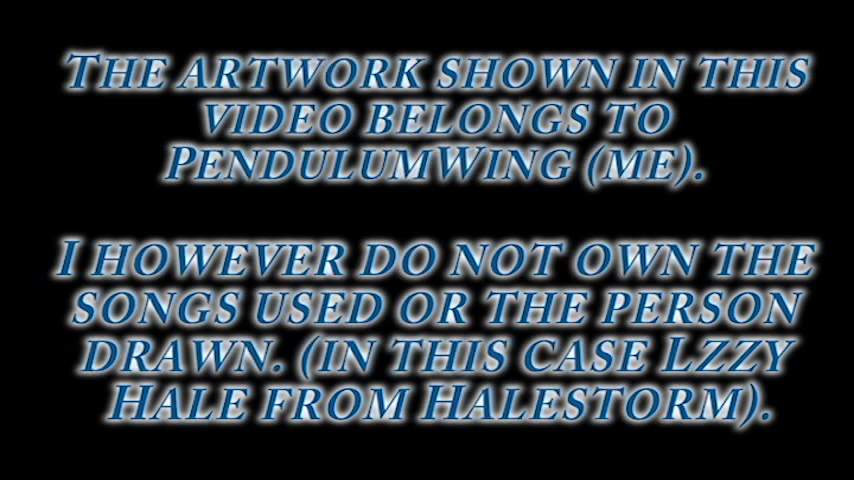 The artwork shown in this
video belongs to
PendulumWing (me).
I however do not own the
songs used or the person
drawn. (in this case Lzzy
Hale from Halestorm).